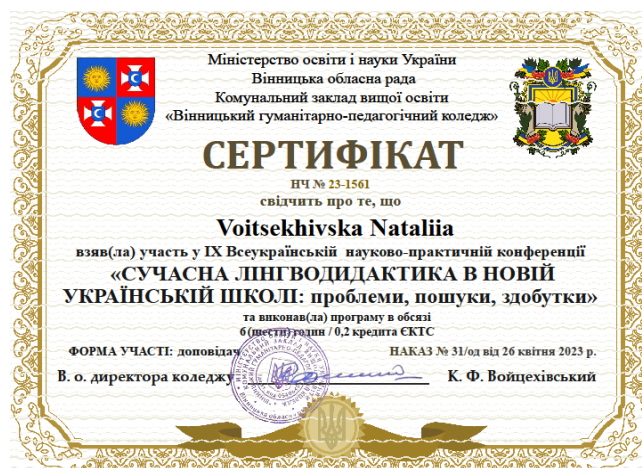 Міністерство освіти і науки України
Вінницька обласна рада
Комунальний заклад вищої освіти
«Вінницький гуманітарно-педагогічний коледж»
СЕРТИФІКАТ
НЧ № 23-1561
свідчить про те, що
Voitsekhivska Nataliia
взяв(ла) участь у IX Всеукраїнській науково-практичній конференції
«СУЧАСНА ЛІНГВОДИДАКТИКА В НОВІЙ
УКРАЇНСЬКІЙ ШКОЛІ: проблеми, пошуки, здобутки»
та виконав(ла) програму в обсязі
6 (шести) годин / 0,2 кредита ЄКТС
ФОРМА УЧАСТІ: доповідач НАКАЗ № 31/од від 26 квітня 2023 р.
В. о. директора коледжу К. Ф. Войцехівський